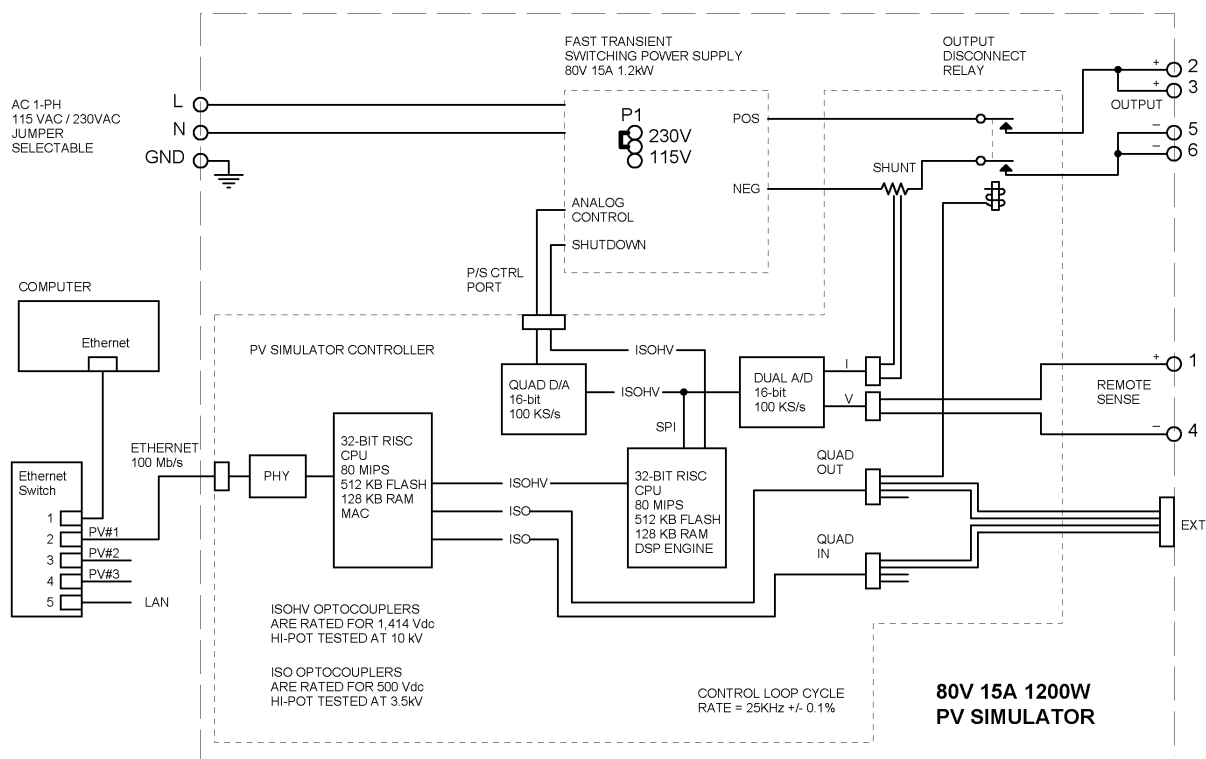 FAST TRANSIENT
SWITCHING POWER SUPPLY
80V 15A 1.2kW
OUTPUT
DISCONNECT
RELAY
AC 1-PH
115 VAC / 230VAC
JUMPER
SELECTABLE
L
N
GND
P1
230V
115V
POS
NEG
SHUNT
+ 2
+ 3
OUTPUT
– 5
– 6
ANALOG
CONTROL
SHUTDOWN
P/S CTRL
PORT
COMPUTER
Ethernet
PV SIMULATOR CONTROLLER
ISOHV
QUAD D/A
16-bit
100 KS/s
ISOHV
DUAL A/D
16-bit
100 KS/s
I
V
+ 1
REMOTE
SENSE
– 4
SPI
ETHERNET
100 Mb/s
PHY
32-BIT RISC
CPU
80 MIPS
512 KB FLASH
128 KB RAM
MAC
ISOHV
ISO
ISO
32-BIT RISC
CPU
80 MIPS
512 KB FLASH
128 KB RAM
DSP ENGINE
QUAD
OUT
QUAD
IN
EXT
Ethernet
Switch
1
2 PV#1
3 PV#2
4 PV#3
5 LAN
ISOHV OPTOCOUPLERS
ARE RATED FOR 1,414 Vdc
HI-POT TESTED AT 10 kV
ISO OPTOCOUPLERS
ARE RATED FOR 500 Vdc
HI-POT TESTED AT 3.5kV
CONTROL LOOP CYCLE
RATE = 25KHz +/- 0.1%
80V 15A 1200W
PV SIMULATOR